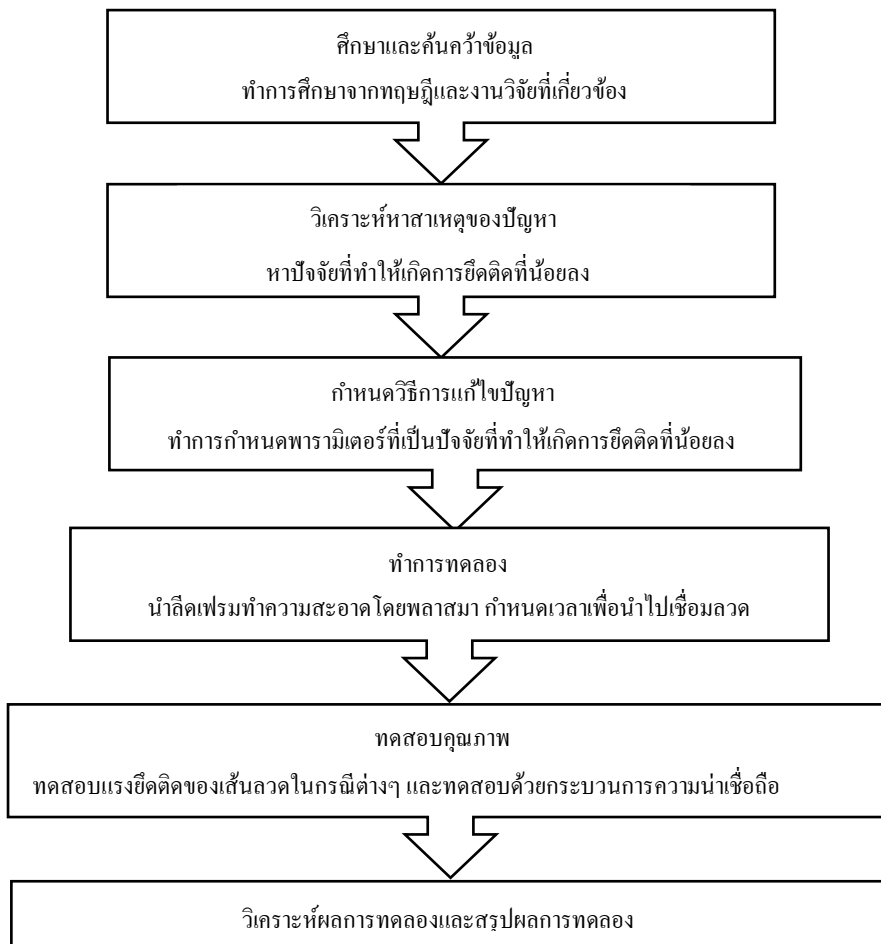 ศึกษาและค้นคว้าข้อมูล
ทำการศึกษาจากทฤษฎีและงานวิจัยที่เกี่ยวข้อง
วิเคราะห์หาสาเหตุของปัญหา
หาปัจจัยที่ทำให้เกิดการยึดติดที่น้อยลง
กำหนดวิธีการแก้ไขปัญหา
ทำการกำหนดพารามิเตอร์ที่เป็นปัจจัยที่ทำให้เกิดการยึดติดที่น้อยลง
ทำการทดลอง
นำลีดเฟรมทำความสะอาดโดยพลาสมา กำหนดเวลาเพื่อนำไปเชื่อมลวด
ทดสอบคุณภาพ
ทดสอบแรงยึดติดของเส้นลวดในกรณีต่างๆ และทดสอบด้วยกระบวนการความน่าเชื่อถือ
วิเคราะห์ผลการทดลองและสรุปผลการทดลอง